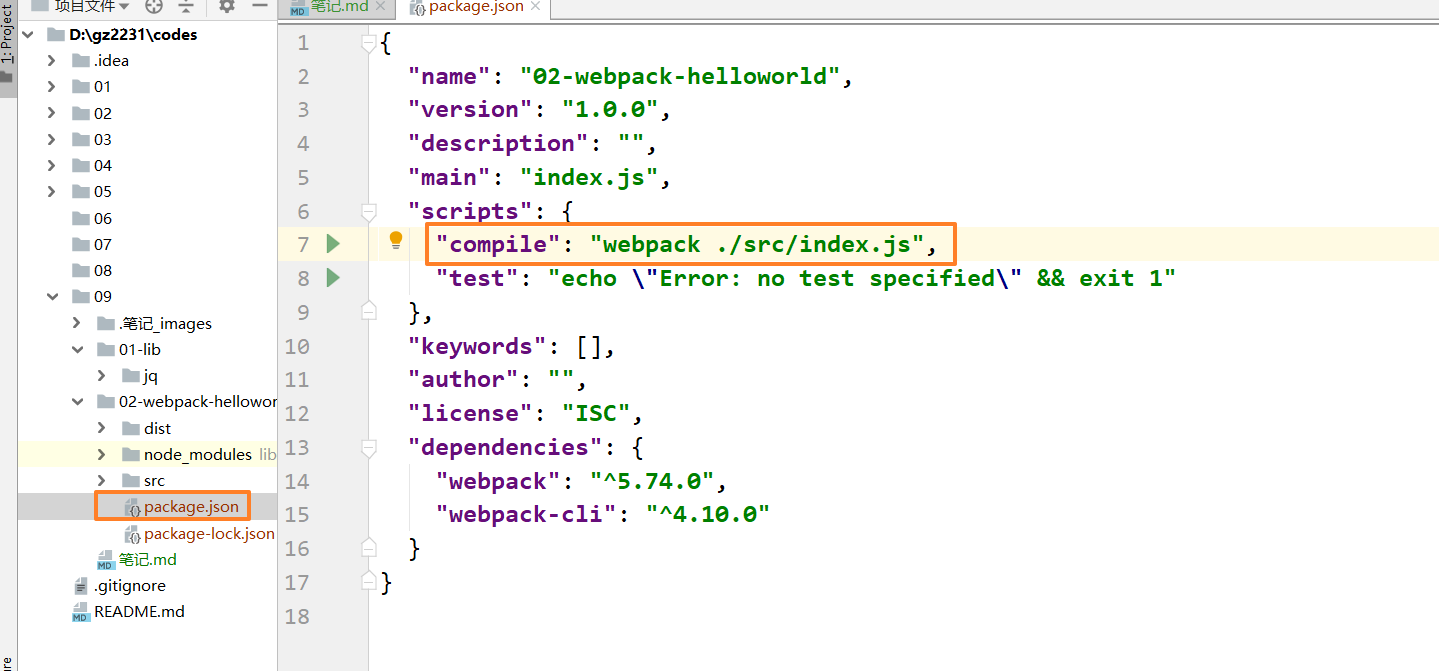 1: Project
项目文件
笔记.md
package.json
D:\gz2231\codes
.idea
01
02
03
04
05
06
07
08
09
.笔记_images
01-lib
jq
02-webpack-hellowor
dist
node_modules lib
src
package.json
package-lock.json
笔记.md
.gitignore
README.md
1 {
2 "name": "02-webpack-helloworld",
3 "version": "1.0.0",
4 "description": "",
5 "main": "index.js",
6 "scripts": {
7 "compile": "webpack ./src/index.js",
8 "test": "echo \"Error: no test specified\" && exit 1"
9 },
10 "keywords": [],
11 "author": "",
12 "license": "ISC",
13 "dependencies": {
14 "webpack": "^5.74.0",
15 "webpack-cli": "^4.10.0"
16 }
17 }
18